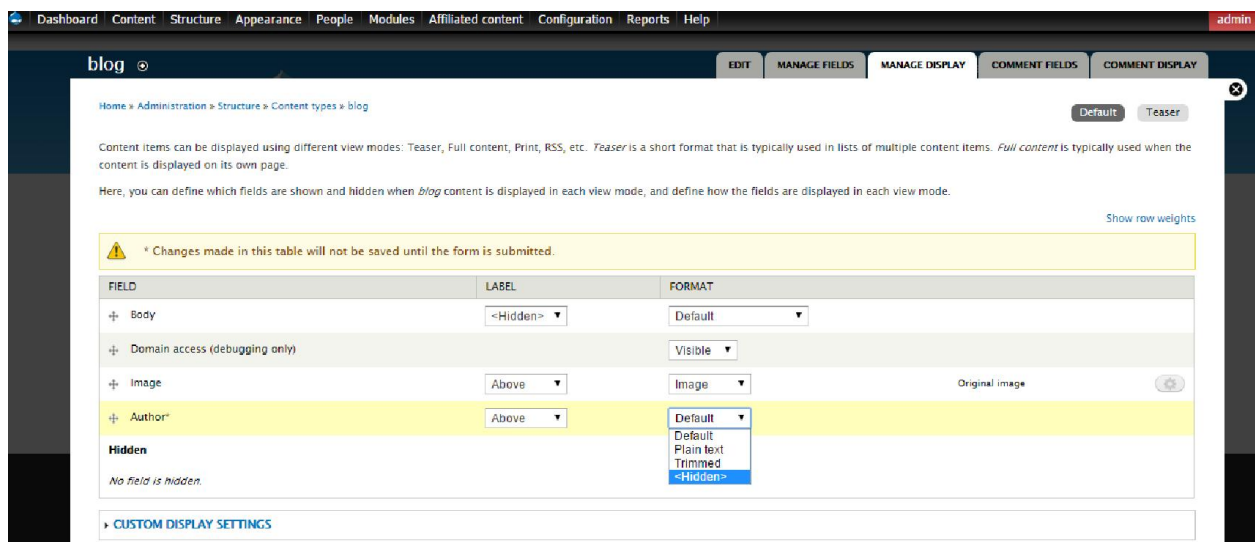 Dashboard Content Structure Appearance People Modules Affiliated content Configuration Reports Help admin
blog EDIT MANAGE FIELDS MANAGE DISPLAY COMMENT FIELDS COMMENT DISPLAY
Home » Administration » Structure » Content types » blog
Default Teaser
Content items can be displayed using different view modes: Teaser, Full content, Print, RSS, etc. Teaser is a short format that is typically used in lists of multiple content items. Full content is typically used when the
content is displayed on its own page.
Here, you can define which fields are shown and hidden when blog content is displayed in each view mode, and define how the fields are displayed in each view mode.
Show row weights
* Changes made in this table will not be saved until the form is submitted.
FIELD LABEL FORMAT
Body <Hidden> Default
Domain access (debugging only) Visible
Image Above Image Original image
Author* Above Default
Default
Plain text
Trimmed
<Hidden>
Hidden
No field is hidden.
CUSTOM DISPLAY SETTINGS